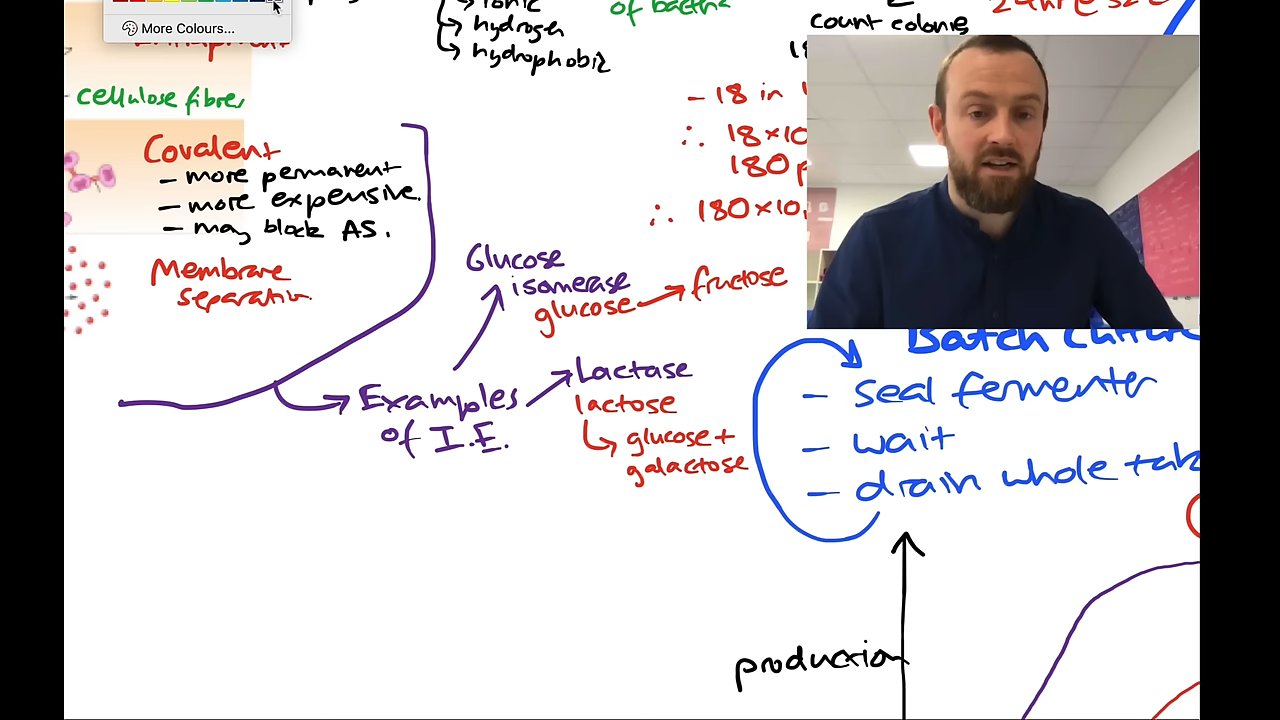 More Colours...
hydrogen
hydrophobic
of bacteria
count colonies
18
cellulose fibres
Covalent
- more permanent
- more expensive.
- may block AS.
Membrane
separation
- 18 in
∴ 18×10
180
∴ 180×10
Glucose
isomerase
glucose → fructose
Examples
of I.E.
Lactase
lactose
glucose +
galactose
Batch
- seal fermenter
- wait
- drain whole
production